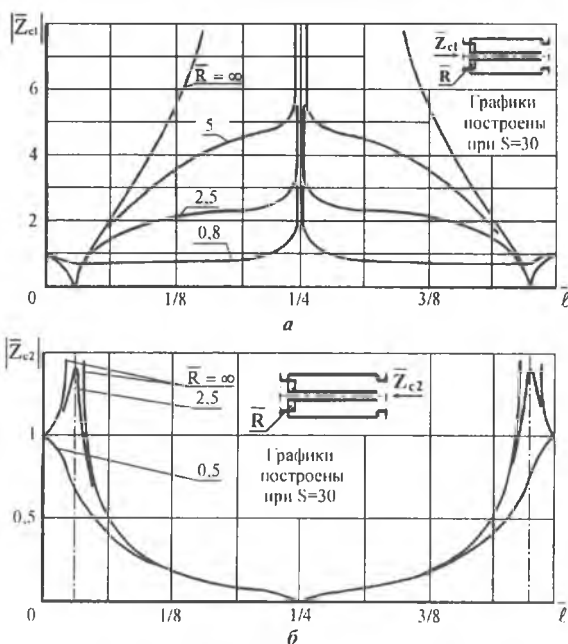 |Z̅c1|
6
4
2
0
R̅ = ∞
5
2,5
0,8
Z̅c1
R̅
Графики
построены
при S=30
1/8
1/4
3/8
ℓ̅
а
|Z̅c2|
1
0,5
0
R̅ = ∞
2,5
0,5
Z̅c2
R̅
Графики
построены
при S=30
1/8
1/4
3/8
ℓ̅
б